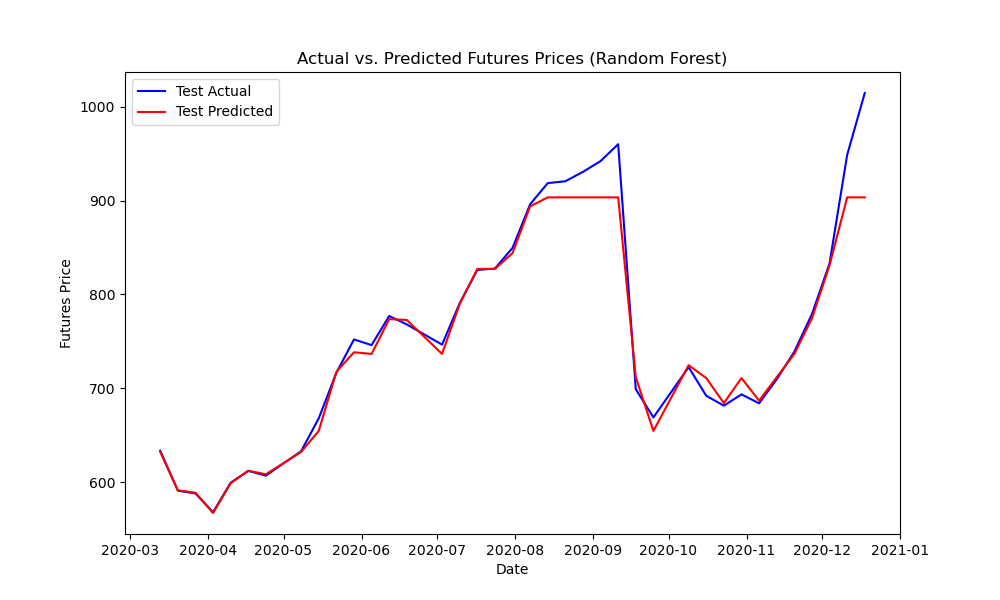 Actual vs. Predicted Futures Prices (Random Forest)
Test Actual
Test Predicted
1000
900
800
700
600
Futures Price
2020-03 2020-04 2020-05 2020-06 2020-07 2020-08 2020-09 2020-10 2020-11 2020-12 2021-01
Date